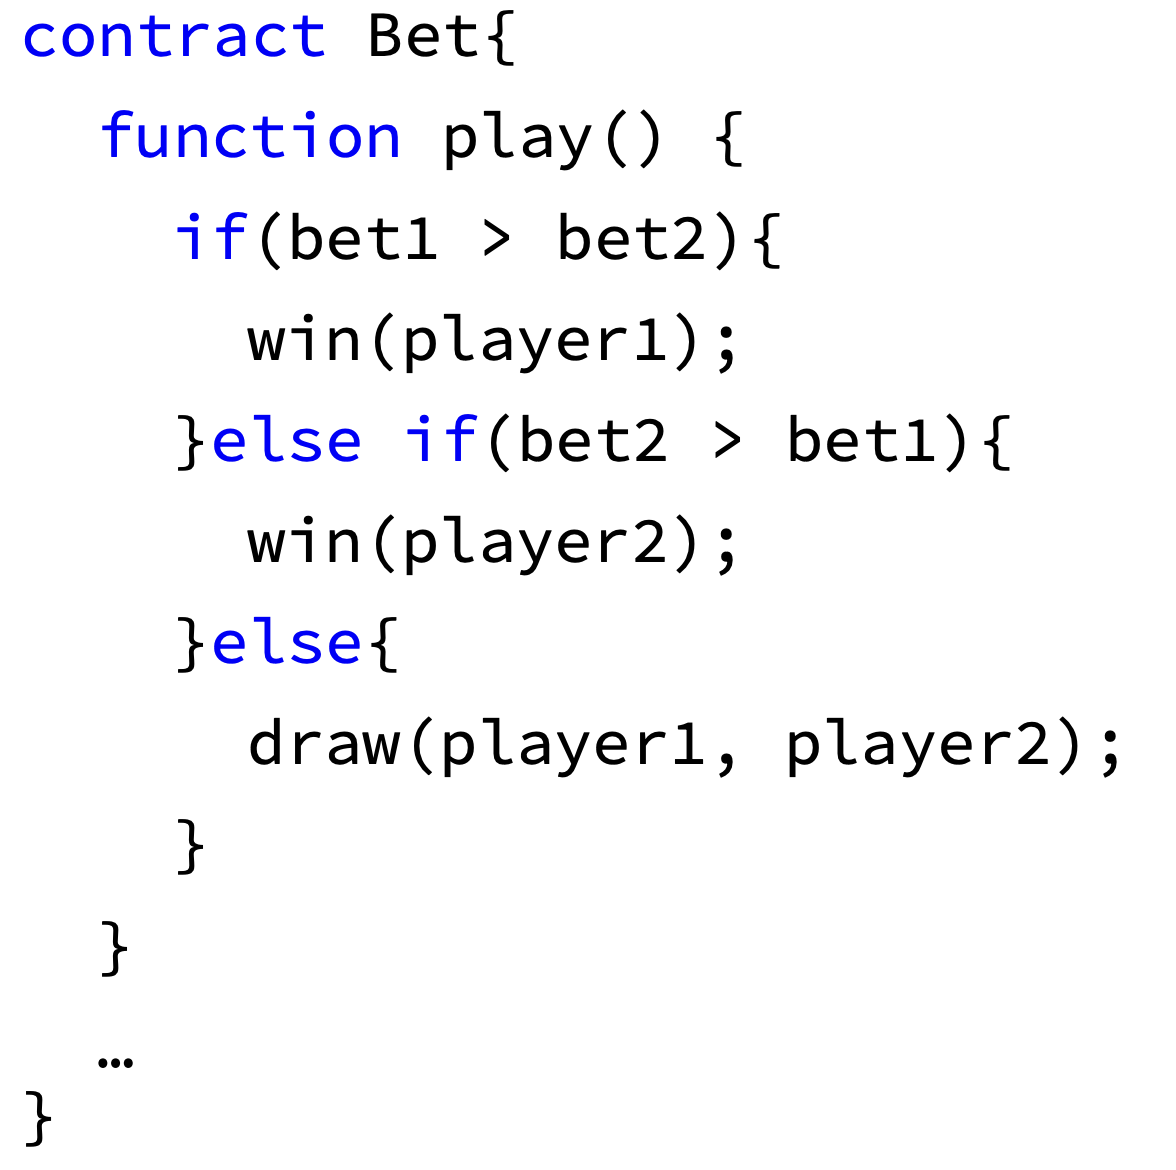 contract Bet{
  function play() {
    if(bet1 > bet2){
      win(player1);
    }else if(bet2 > bet1){
      win(player2);
    }else{
      draw(player1, player2);
    }
  }
  …
}